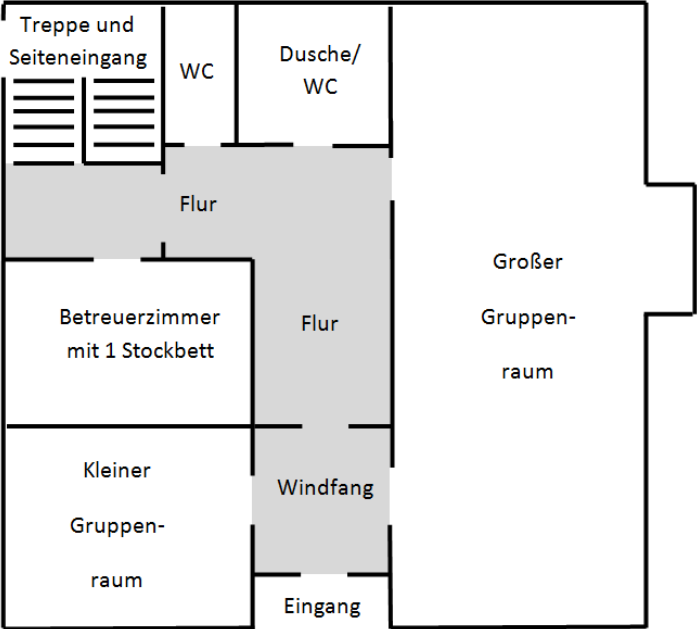 Treppe und
Seiteneingang
WC
Dusche/
WC
Flur
Großer
Gruppen-
raum
Betreuerzimmer
mit 1 Stockbett
Flur
Kleiner
Gruppen-
raum
Windfang
Eingang